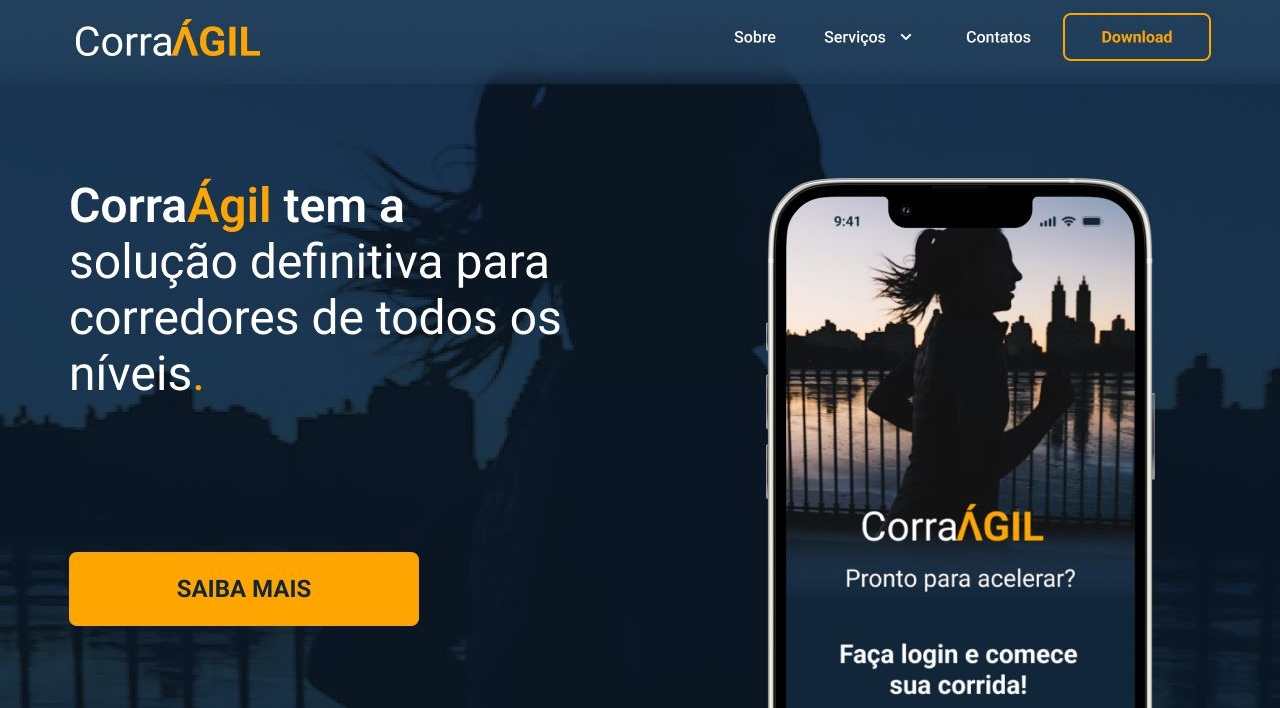 CorraÁGIL
Sobre
Serviços
Contatos
Download
CorraÁgil tem a
solução definitiva para
corredores de todos os
níveis.
SAIBA MAIS
9:41
CorraÁGIL
Pronto para acelerar?
Faça login e comece
sua corrida!